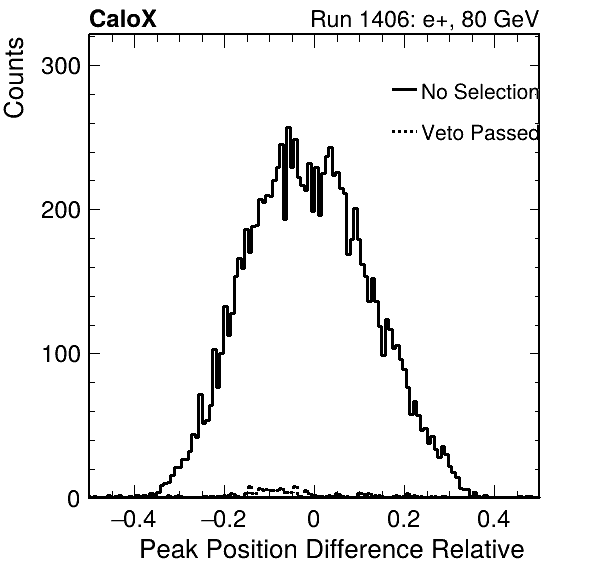 CaloX Run 1406: e+, 80 GeV
Counts
300
200
100
0
No Selection
Veto Passed
−0.4 −0.2 0 0.2 0.4
Peak Position Difference Relative